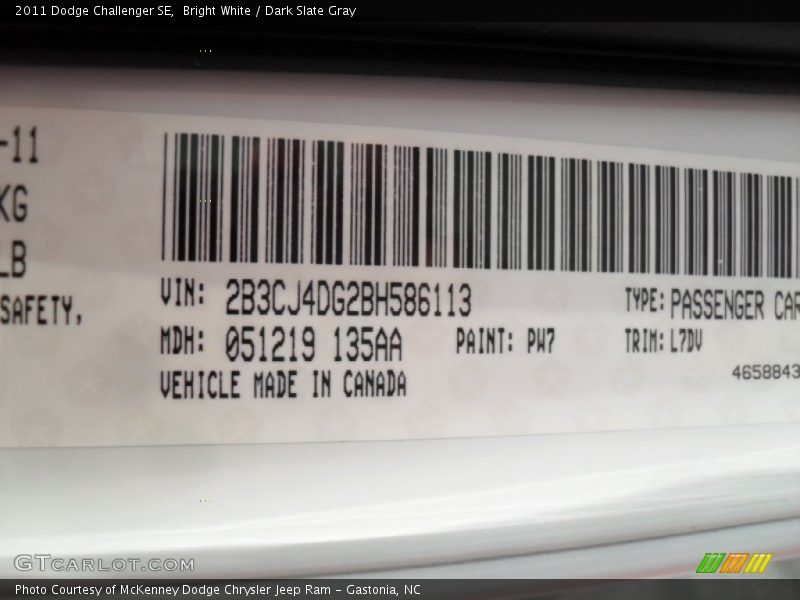 2011 Dodge Challenger SE, Bright White / Dark Slate Gray
-11
KG
LB
SAFETY,
VIN: 2B3CJ4DG2BH586113
TYPE: PASSENGER CAR
MDH: 051219 135AA
PAINT: PW7
TRIM: L7DV
VEHICLE MADE IN CANADA
4658843
GTCARLOT.COM
Photo Courtesy of McKenney Dodge Chrysler Jeep Ram - Gastonia, NC